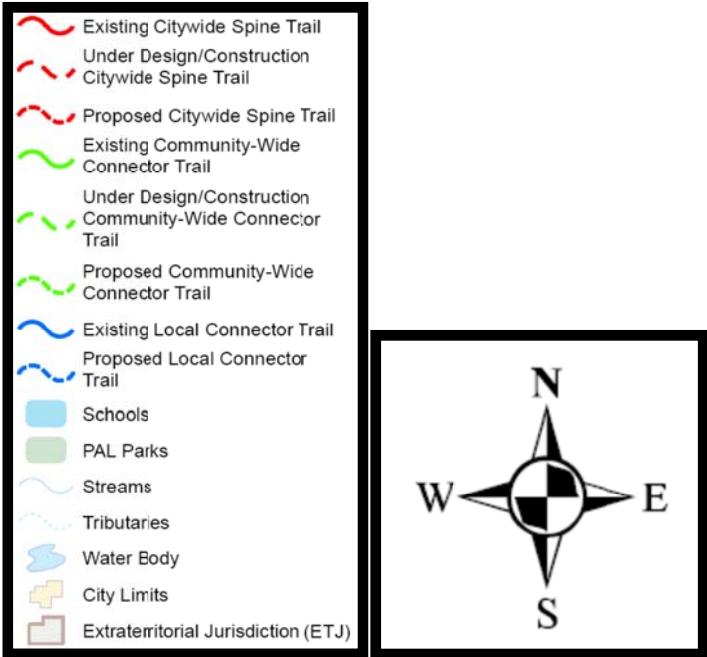 Existing Citywide Spine Trail
Under Design/Construction
Citywide Spine Trail
Proposed Citywide Spine Trail
Existing Community-Wide
Connector Trail
Under Design/Construction
Community-Wide Connector
Trail
Proposed Community-Wide
Connector Trail
Existing Local Connector Trail
Proposed Local Connector
Trail
Schools
PAL Parks
Streams
Tributaries
Water Body
City Limits
Extraterritorial Jurisdiction (ETJ)
N
W E
S